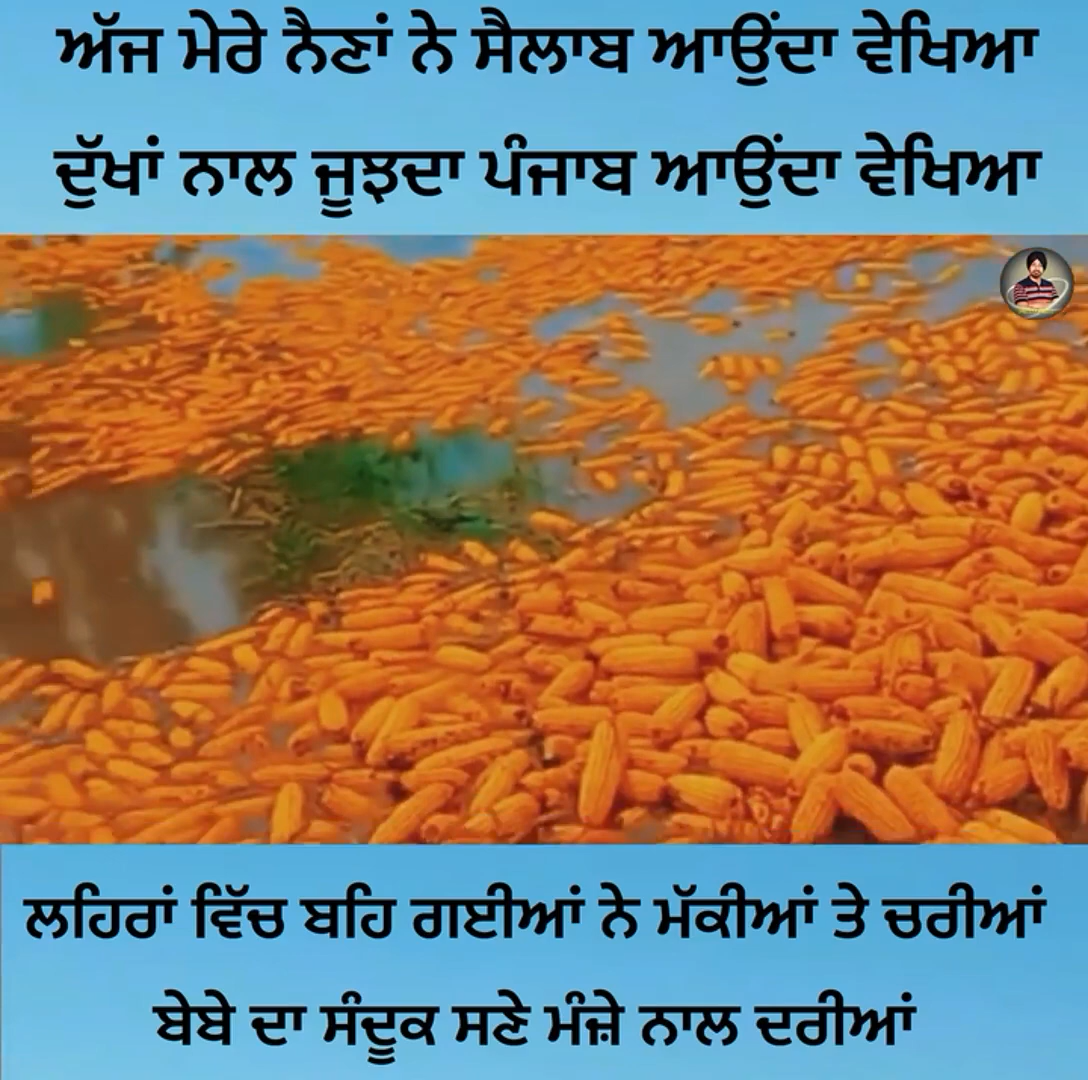 ਅੱਜ ਮੇਰੇ ਨੈਣਾਂ ਨੇ ਸੈਲਾਬ ਆਉਂਦਾ ਵੇਖਿਆ
ਦੁੱਖਾਂ ਨਾਲ ਜੂਝਦਾ ਪੰਜਾਬ ਆਉਂਦਾ ਵੇਖਿਆ
ਲਹਿਰਾਂ ਵਿੱਚ ਬਹਿ ਗਈਆਂ ਨੇ ਮੱਕੀਆਂ ਤੇ ਚਰੀਆਂ
ਬੇਬੇ ਦਾ ਸੰਦੂਕ ਸਣੇ ਮੰਜ਼ੇ ਨਾਲ ਦਰੀਆਂ